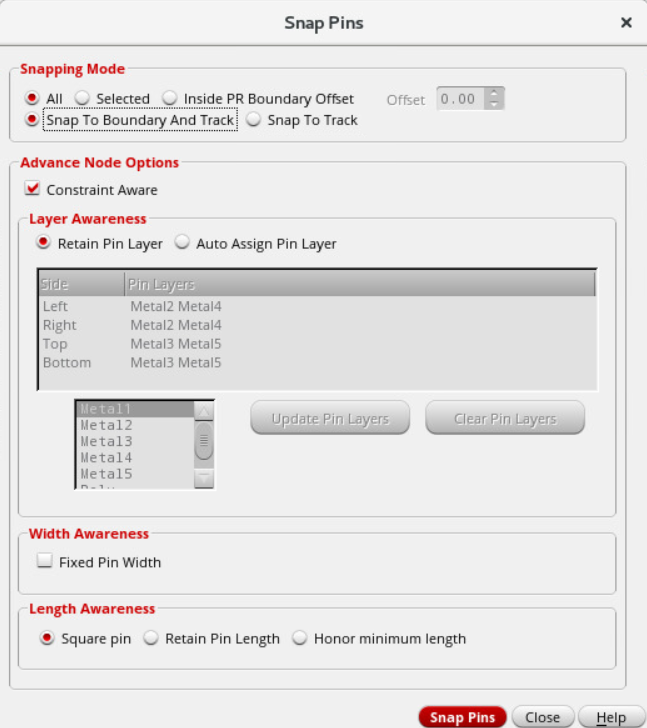 Snap Pins
Snapping Mode
All Selected Inside PR Boundary Offset Offset 0.00
Snap To Boundary And Track Snap To Track
Advance Node Options
Constraint Aware
Layer Awareness
Retain Pin Layer Auto Assign Pin Layer
Side Pin Layers
Left Metal2 Metal4
Right Metal2 Metal4
Top Metal3 Metal5
Bottom Metal3 Metal5
Metal1
Metal2
Metal3
Metal4
Metal5
Update Pin Layers Clear Pin Layers
Width Awareness
Fixed Pin Width
Length Awareness
Square pin Retain Pin Length Honor minimum length
Snap Pins Close Help